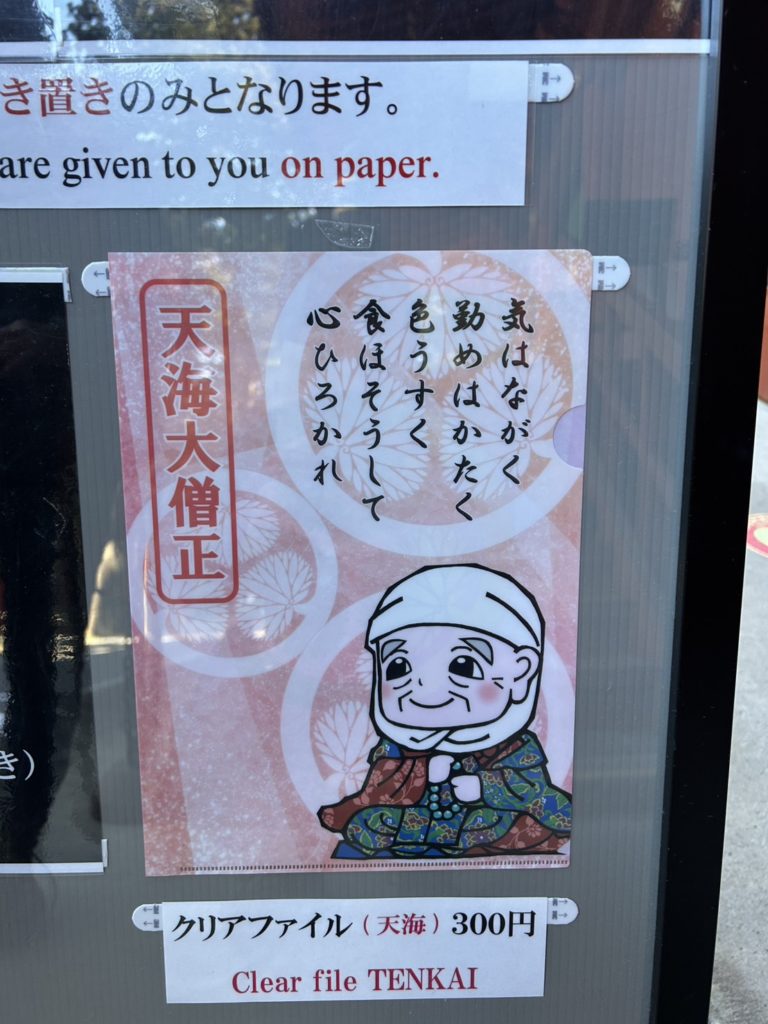 き置きのみとなります。
are given to you on paper.
天海大僧正
気はながく
勤めはかたく
色うすく
食ほそうして
心ひろかれ
き)
クリアファイル(天海)300円
Clear file TENKAI